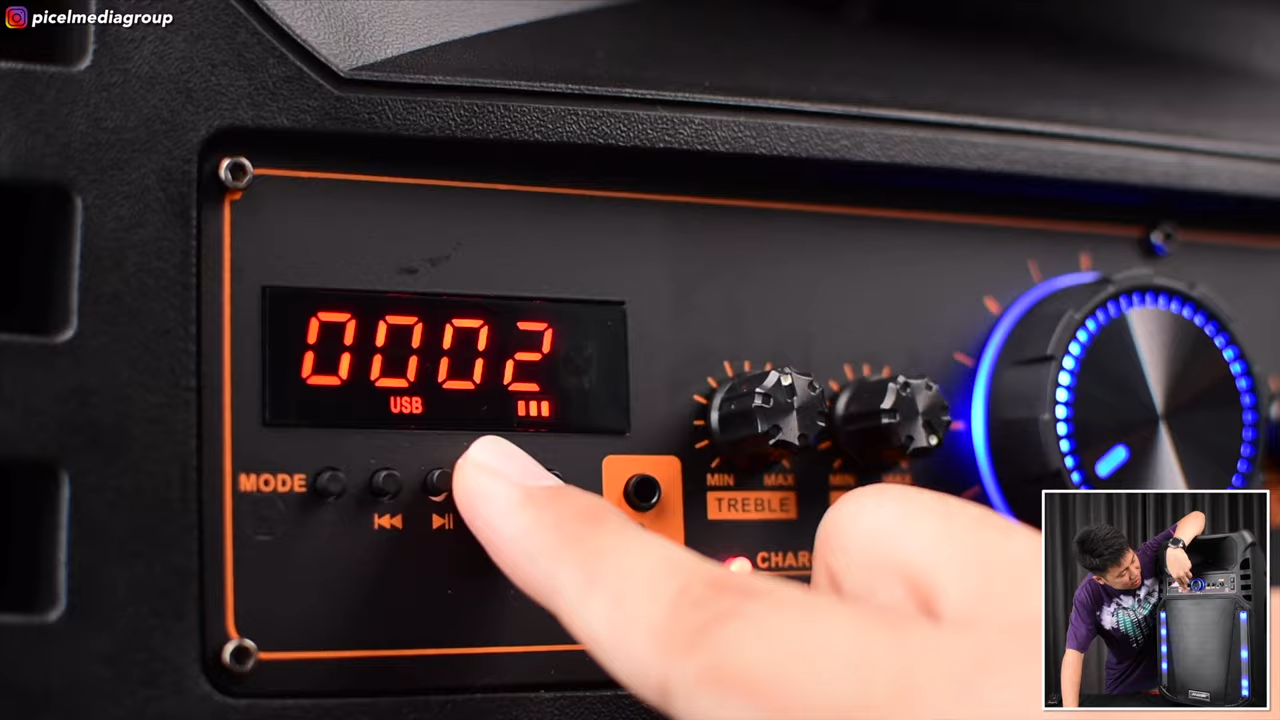 picelmediagroup
0002
USB
MODE
MIN MAX
TREBLE
MIN MAX
CHAR